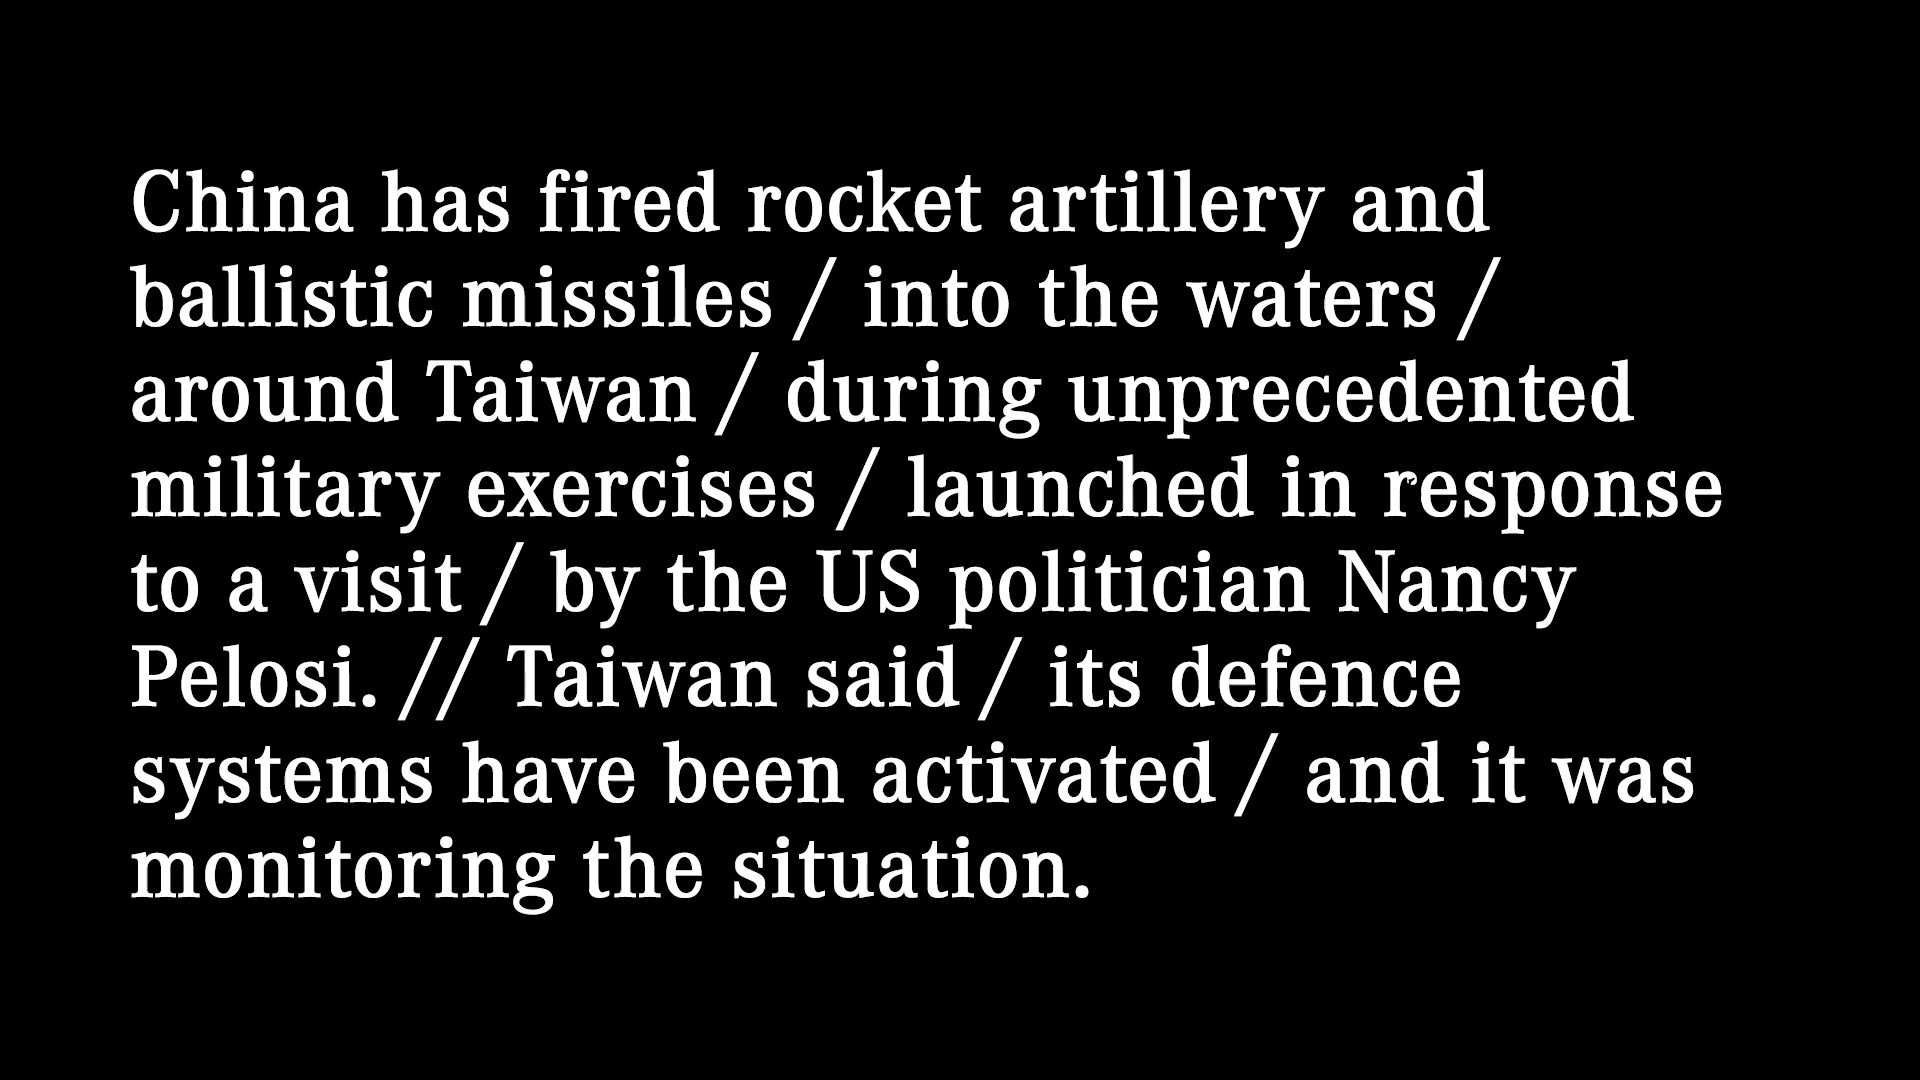 China has fired rocket artillery and
ballistic missiles / into the waters /
around Taiwan / during unprecedented
military exercises / launched in response
to a visit / by the US politician Nancy
Pelosi. // Taiwan said / its defence
systems have been activated / and it was
monitoring the situation.